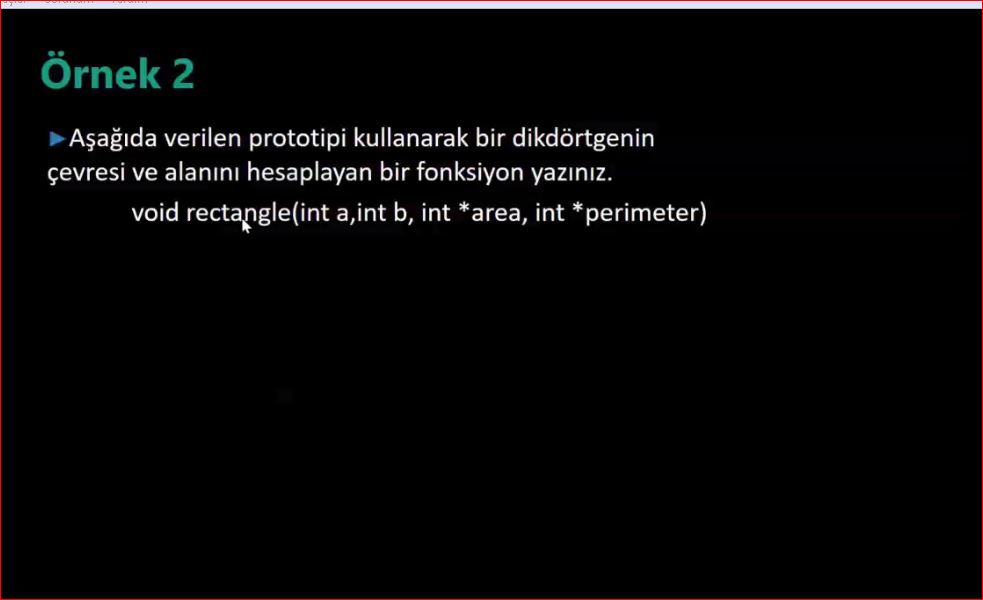 Örnek 2
►Aşağıda verilen prototipi kullanarak bir dikdörtgenin
çevresi ve alanını hesaplayan bir fonksiyon yazınız.
void rectangle(int a,int b, int *area, int *perimeter)